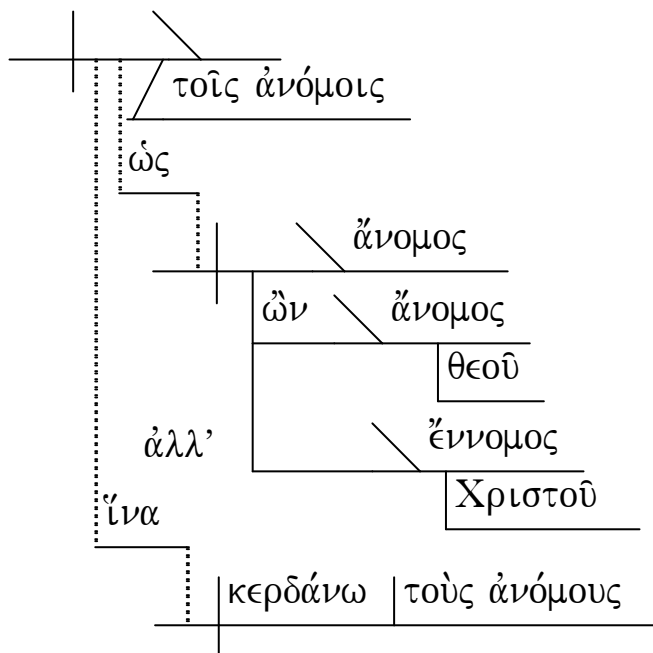 τοῖς ἀνόμοις
ὡς
ἄνομος
ὢν ἄνομος
θεοῦ
ἀλλ’ ἔννομος
Χριστοῦ
ἵνα
κερδάνω τοὺς ἀνόμους